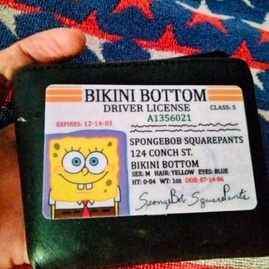 BIKINI BOTTOM
DRIVER LICENSE CLASS: S
A1356021
EXPIRES: 12-14-03
SPONGEBOB SQUAREPANTS
124 CONCH ST.
BIKINI BOTTOM
SEX: M HAIR: YELLOW EYES: BLUE
HT: 0-04 WT: 1oz DOB: 07-14-86
SpongeBob SquarePants